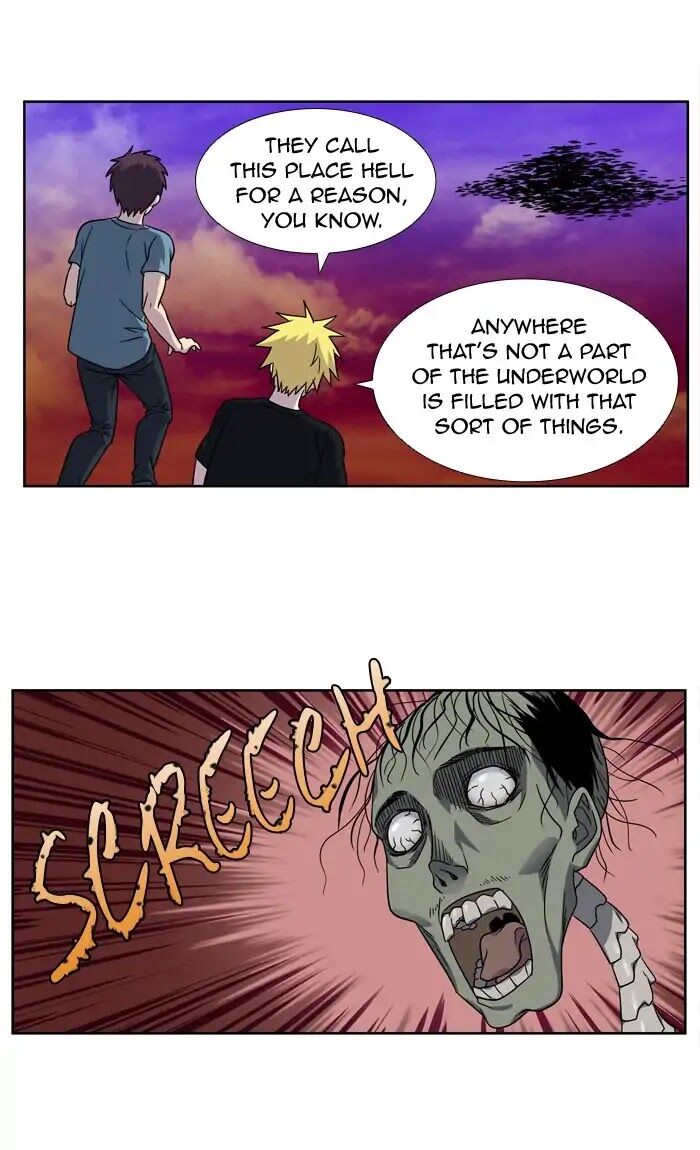 THEY CALL
THIS PLACE HELL
FOR A REASON,
YOU KNOW.
ANYWHERE
THAT'S NOT A PART
OF THE UNDERWORLD
IS FILLED WITH THAT
SORT OF THINGS.
SCREECH